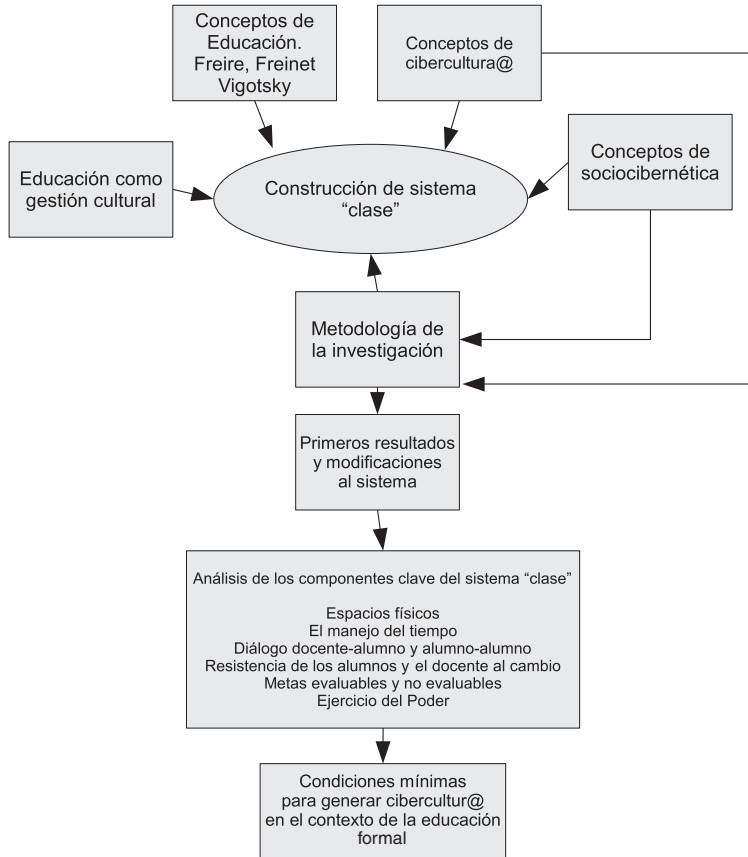 Conceptos de
Educación.
Freire, Freinet
Vigotsky
Conceptos de
cibercultura@
Educación como
gestión cultural
Construcción de sistema
“clase”
Conceptos de
sociocibernética
Metodología de
la investigación
Primeros resultados
y modificaciones
al sistema
Análisis de los componentes clave del sistema “clase”
Espacios físicos
El manejo del tiempo
Diálogo docente-alumno y alumno-alumno
Resistencia de los alumnos y el docente al cambio
Metas evaluables y no evaluables
Ejercicio del Poder
Condiciones mínimas
para generar cibercultur@
en el contexto de la educación
formal